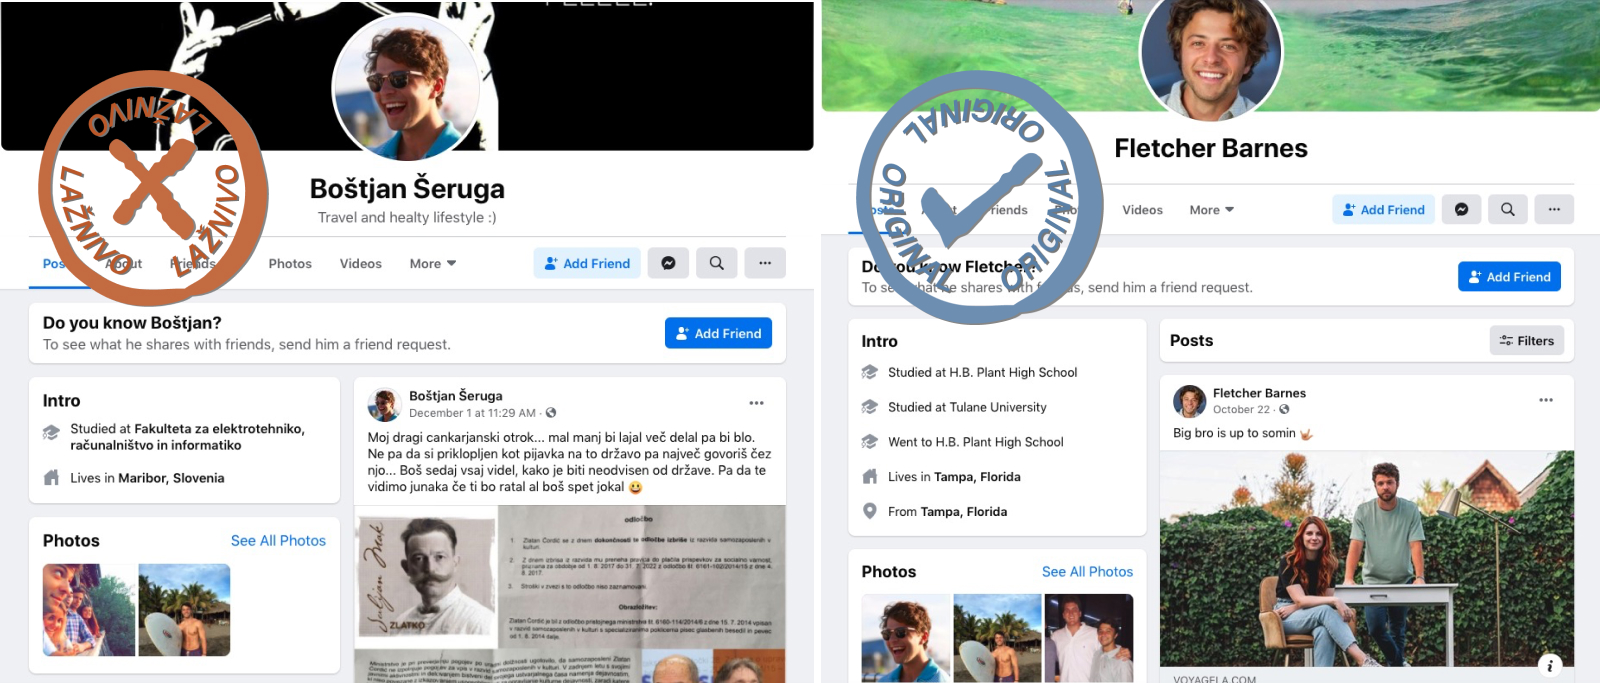 LAŽNIVO
LAŽNIVO
LAŽNIVO
Boštjan Šeruga
Travel and healty lifestyle :)
About
Friends
Photos
Videos
More
Add Friend
Do you know Boštjan?
To see what he shares with friends, send him a friend request.
Add Friend
Intro
Studied at Fakulteta za elektrotehniko,
računalništvo in informatiko
Lives in Maribor, Slovenia
Photos
See All Photos
Boštjan Šeruga
December 1 at 11:29 AM ·
Moj dragi cankarjanski otrok... mal manj bi lajal več delal pa bi blo.
Ne pa da si priklopljen kot pijavka na to državo pa največ govoriš čez
njo... Boš sedaj vsaj videl, kako je biti neodvisen od države. Pa da te
vidimo junaka če ti bo ratal al boš spet jokal 😀
odločbo
ZLATKO
Obrazložitev:
ORIGINAL
ORIGINAL
ORIGINAL
Fletcher Barnes
Posts
Friends
Videos
More
Add Friend
Do you know Fletcher?
To see what he shares with friends, send him a friend request.
Add Friend
Intro
Studied at H.B. Plant High School
Studied at Tulane University
Went to H.B. Plant High School
Lives in Tampa, Florida
From Tampa, Florida
Photos
See All Photos
Posts
Filters
Fletcher Barnes
October 22 ·
Big bro is up to somin 🤟🏼
VOYAGELA.COM